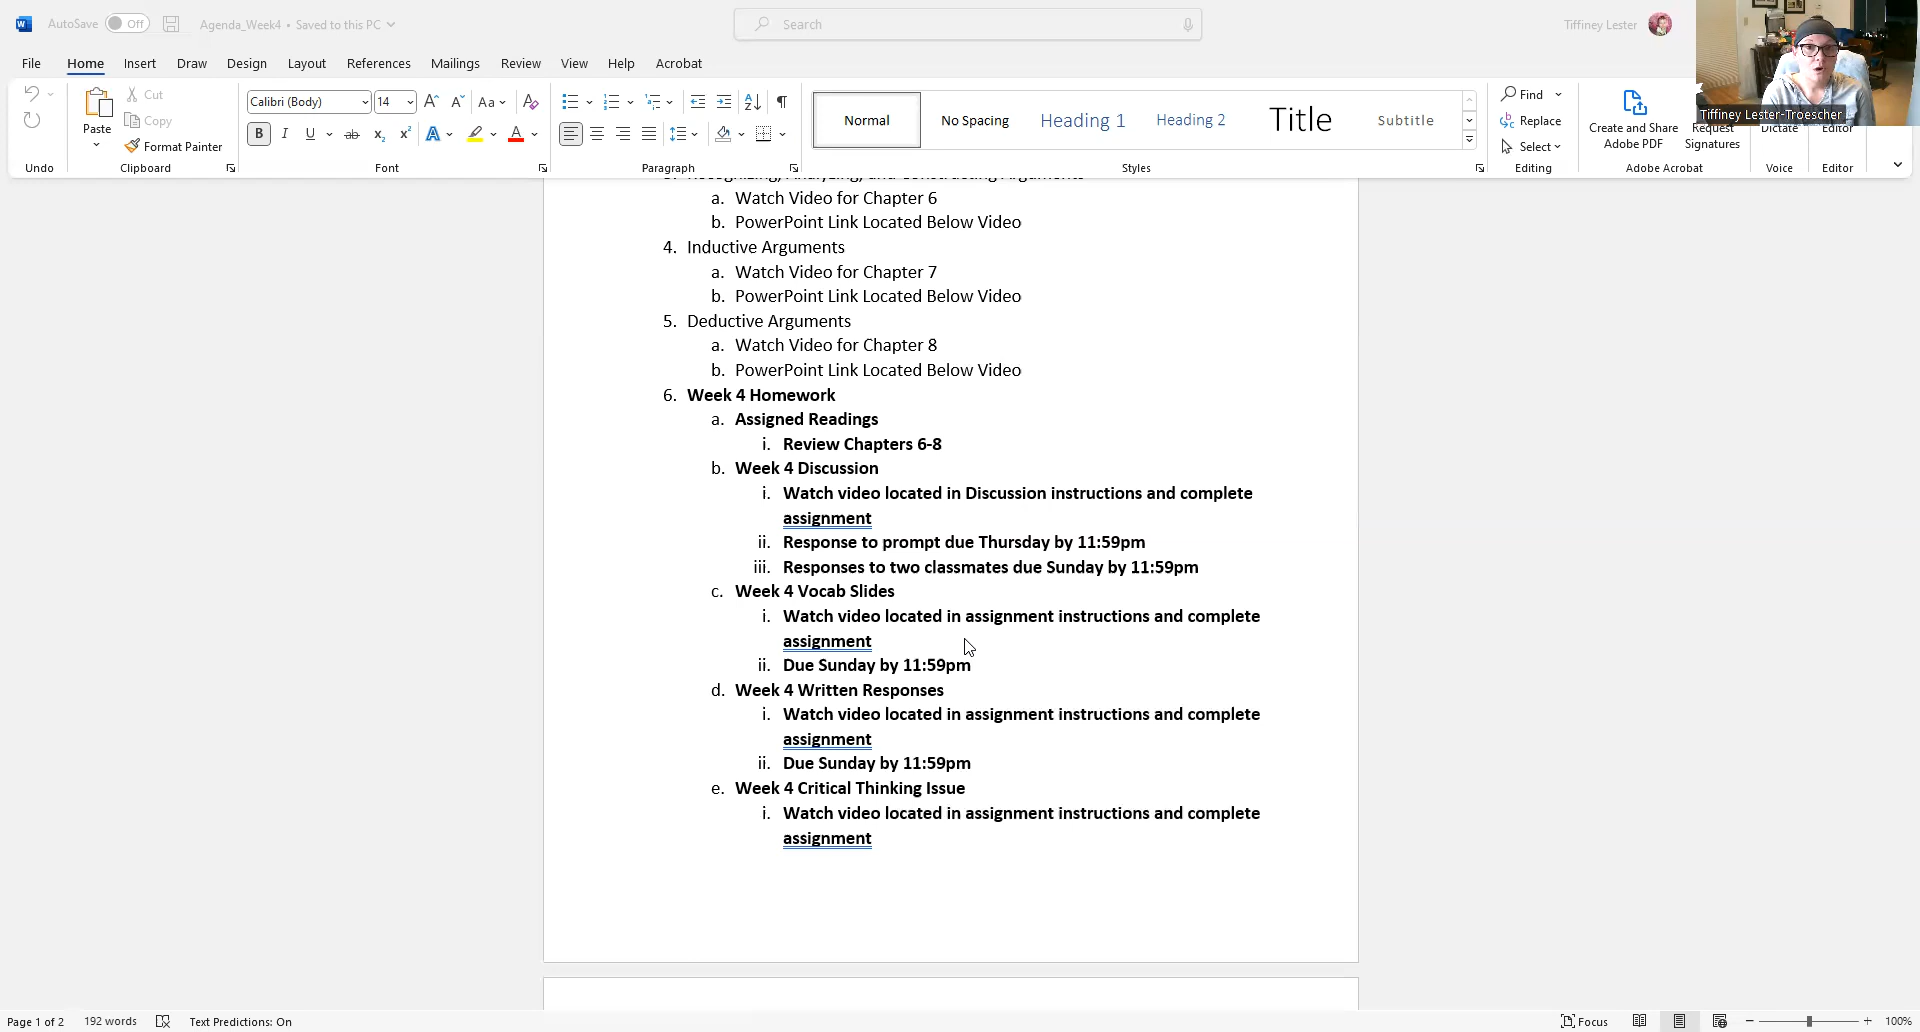 AutoSave Off Agenda_Week4 • Saved to this PC Search Tiffiney Lester
File Home Insert Draw Design Layout References Mailings Review View Help Acrobat
Tiffiney Lester-Troescher
Undo
Paste Cut Copy Format Painter
Clipboard
Calibri (Body) 14
Font
Paragraph
Normal No Spacing Heading 1 Heading 2 Title Subtitle
Styles
Find
Replace
Select
Editing
Create and Share Adobe PDF
Request Signatures
Adobe Acrobat
Dictate
Voice
Editor
Editor
3. Recognizing, Analyzing, and Constructing Arguments
a. Watch Video for Chapter 6
b. PowerPoint Link Located Below Video
4. Inductive Arguments
a. Watch Video for Chapter 7
b. PowerPoint Link Located Below Video
5. Deductive Arguments
a. Watch Video for Chapter 8
b. PowerPoint Link Located Below Video
6. Week 4 Homework
a. Assigned Readings
i. Review Chapters 6-8
b. Week 4 Discussion
i. Watch video located in Discussion instructions and complete
assignment
ii. Response to prompt due Thursday by 11:59pm
iii. Responses to two classmates due Sunday by 11:59pm
c. Week 4 Vocab Slides
i. Watch video located in assignment instructions and complete
assignment
ii. Due Sunday by 11:59pm
d. Week 4 Written Responses
i. Watch video located in assignment instructions and complete
assignment
ii. Due Sunday by 11:59pm
e. Week 4 Critical Thinking Issue
i. Watch video located in assignment instructions and complete
assignment
Page 1 of 2 192 words Text Predictions: On Focus 100%